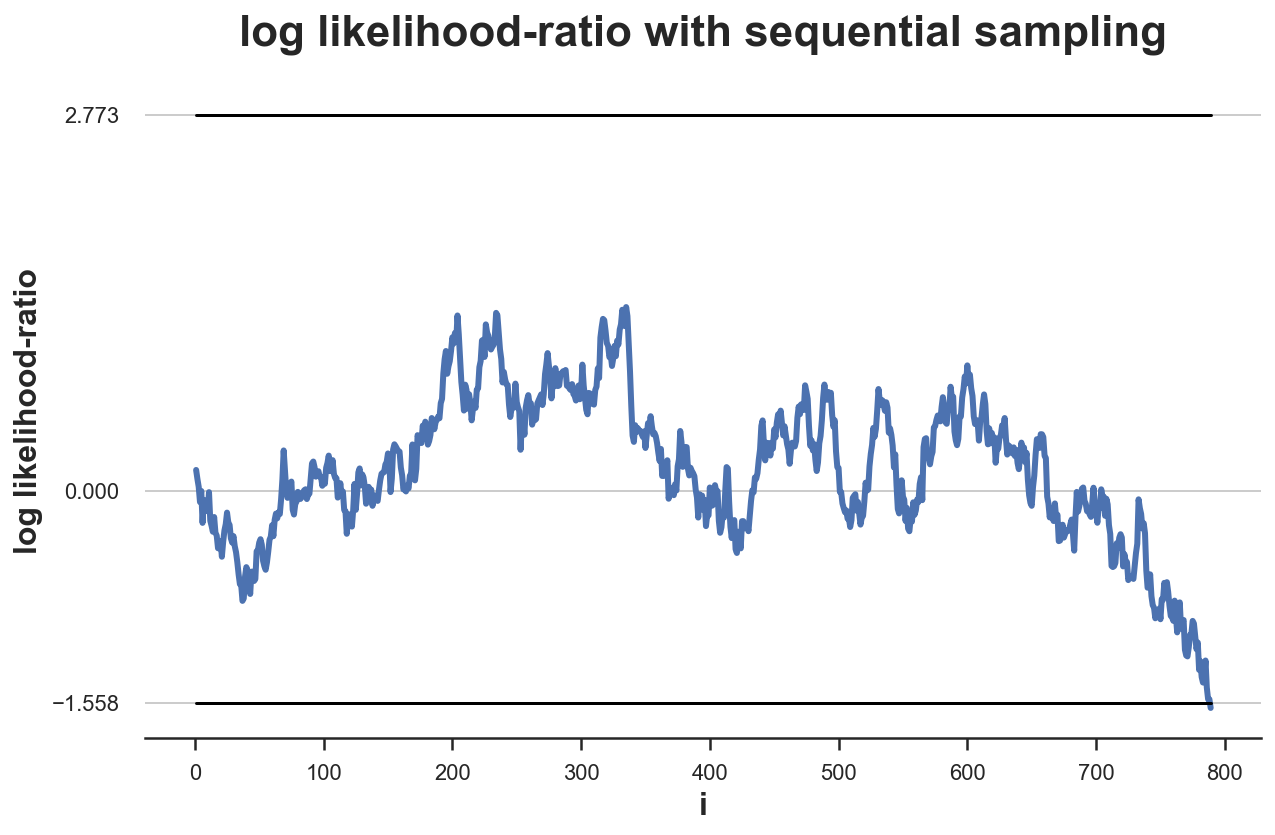 log likelihood-ratio with sequential sampling
2.773
0.000
−1.558
log likelihood-ratio
0 100 200 300 400 500 600 700 800
i